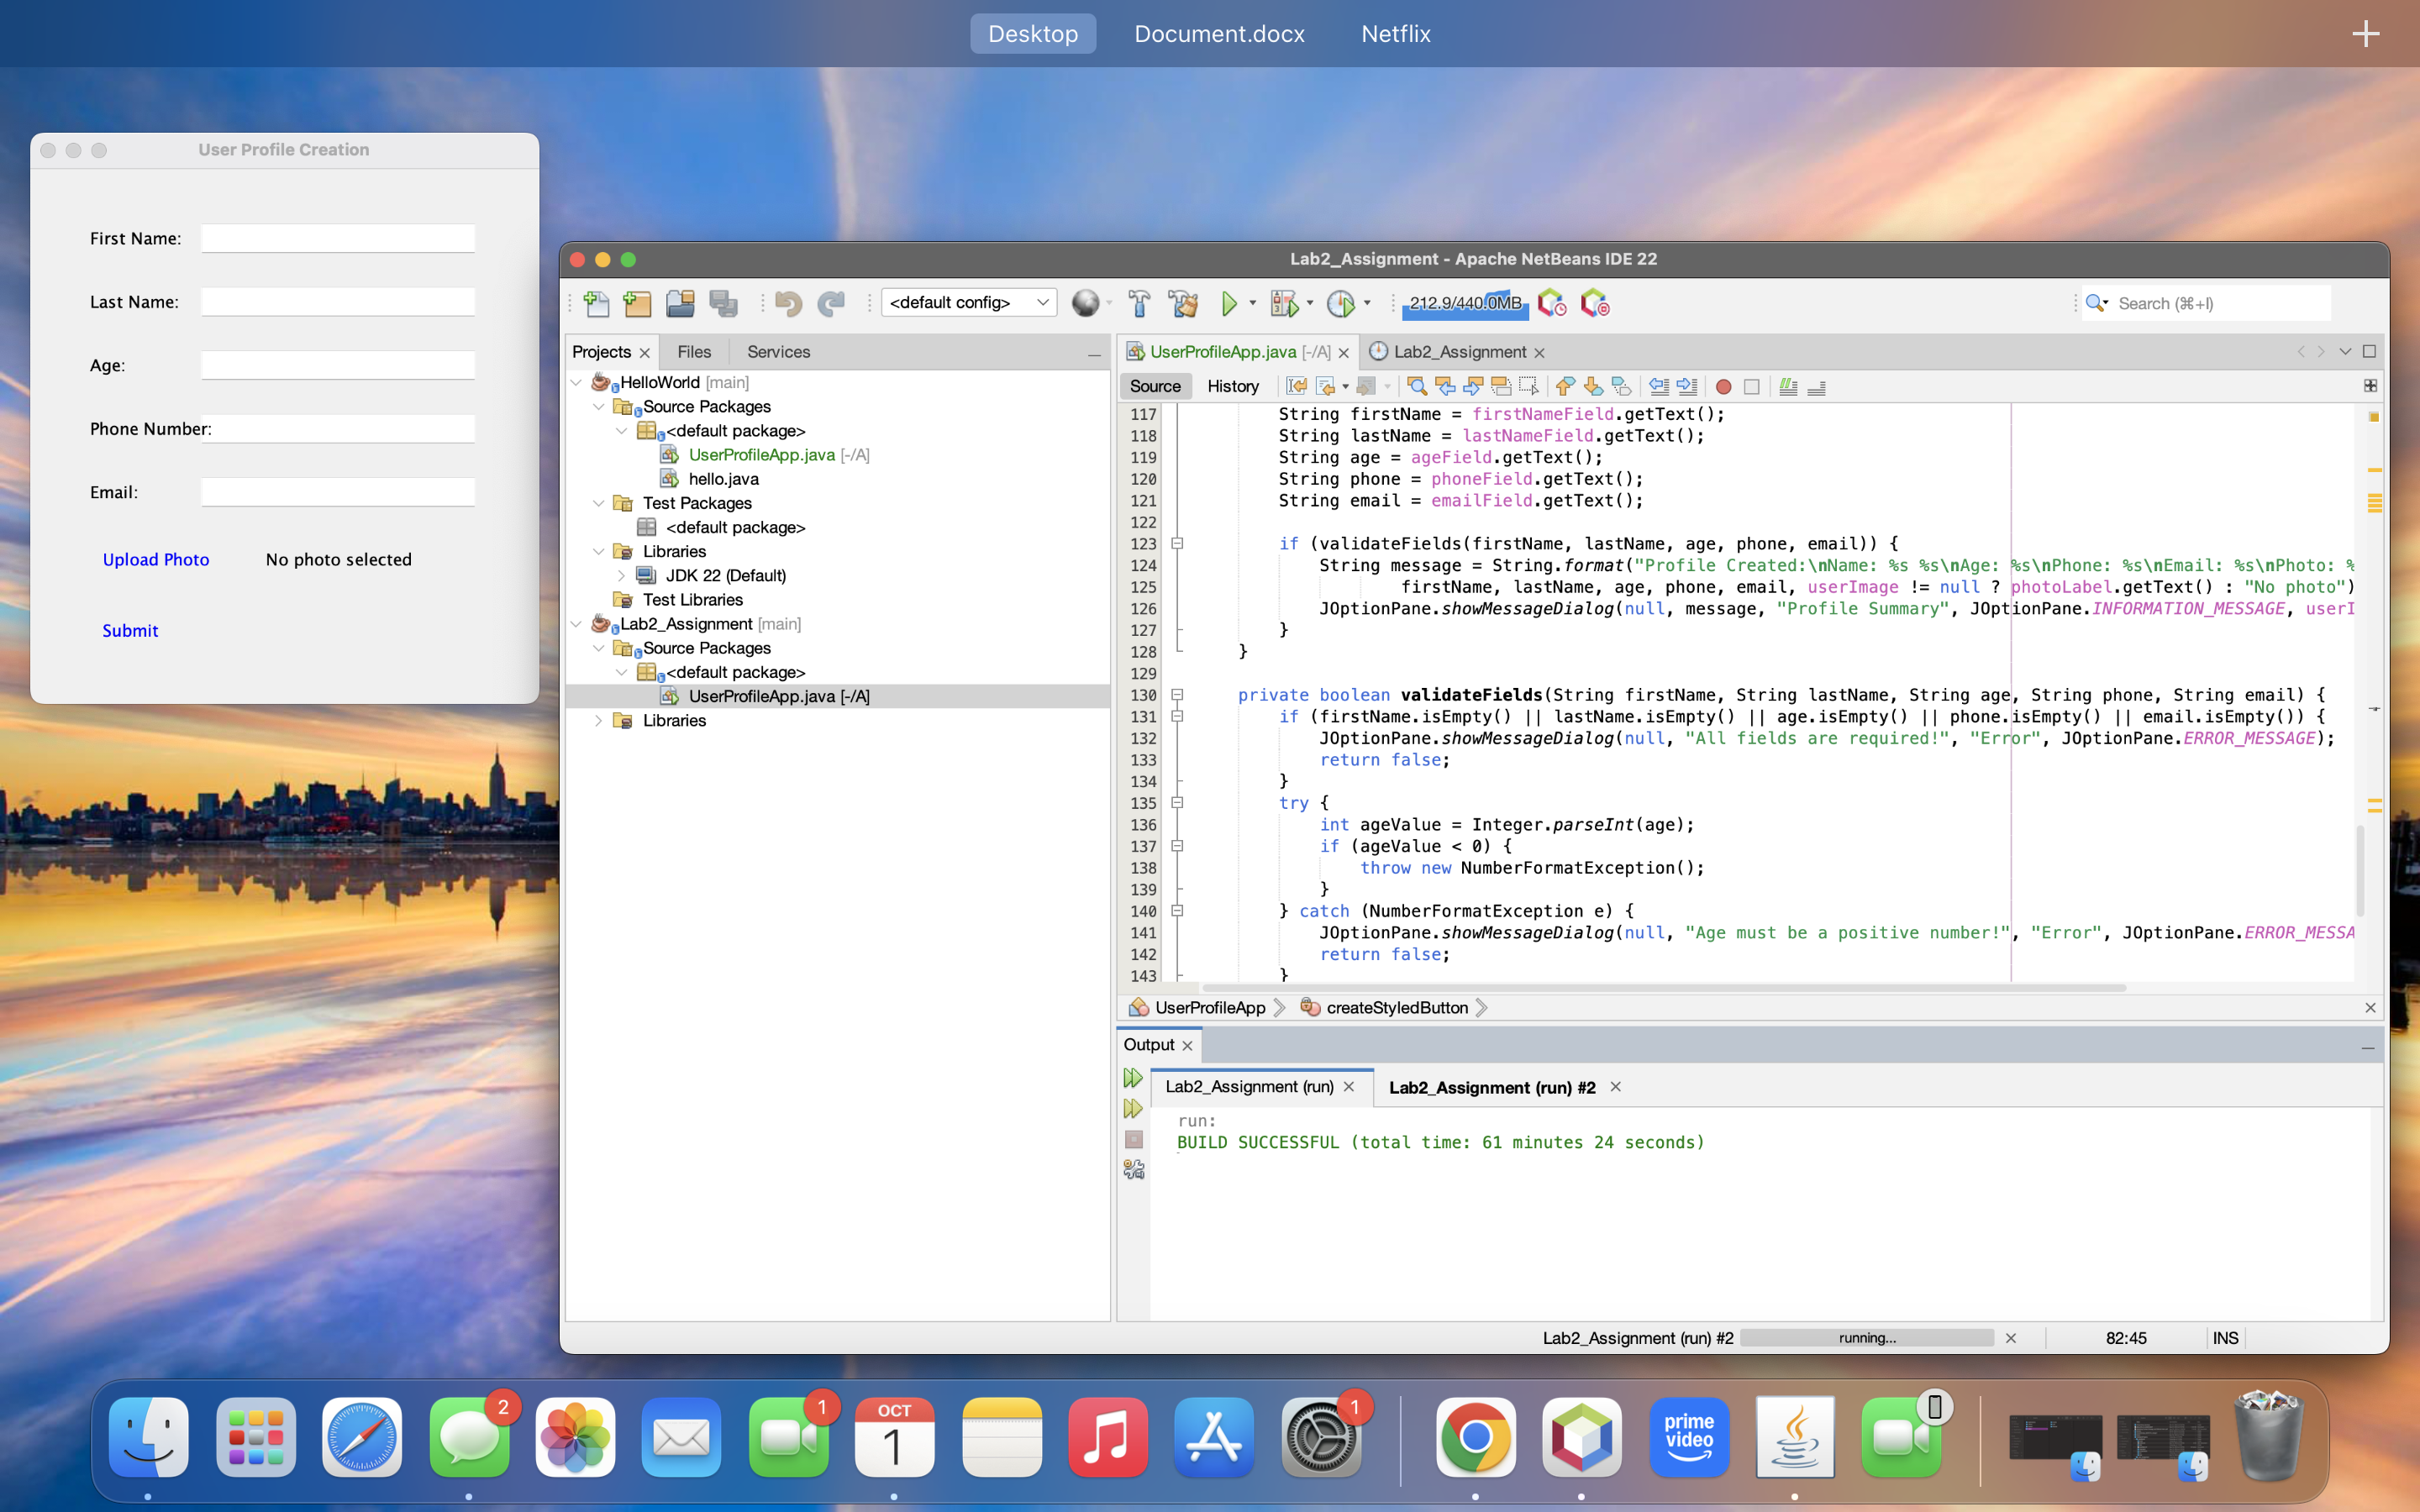 Desktop Document.docx Netflix
User Profile Creation
First Name:
Last Name:
Age:
Phone Number:
Email:
Upload Photo No photo selected
Submit
Lab2_Assignment - Apache NetBeans IDE 22
<default config>
212.9/440.0MB
Search (⌘+I)
Projects Files Services
HelloWorld [main]
Source Packages
<default package>
UserProfileApp.java [-/A]
hello.java
Test Packages
<default package>
Libraries
JDK 22 (Default)
Test Libraries
Lab2_Assignment [main]
Source Packages
<default package>
UserProfileApp.java [-/A]
Libraries
UserProfileApp.java [-/A] Lab2_Assignment
Source History
117 String firstName = firstNameField.getText();
118 String lastName = lastNameField.getText();
119 String age = ageField.getText();
120 String phone = phoneField.getText();
121 String email = emailField.getText();
122
123 if (validateFields(firstName, lastName, age, phone, email)) {
124 String message = String.format("Profile Created:\nName: %s %s\nAge: %s\nPhone: %s\nEmail: %s\nPhoto: %
125 firstName, lastName, age, phone, email, userImage != null ? photoLabel.getText() : "No photo")
126 JOptionPane.showMessageDialog(null, message, "Profile Summary", JOptionPane.INFORMATION_MESSAGE, userI
127 }
128 }
129
130 private boolean validateFields(String firstName, String lastName, String age, String phone, String email) {
131 if (firstName.isEmpty() || lastName.isEmpty() || age.isEmpty() || phone.isEmpty() || email.isEmpty()) {
132 JOptionPane.showMessageDialog(null, "All fields are required!", "Error", JOptionPane.ERROR_MESSAGE);
133 return false;
134 }
135 try {
136 int ageValue = Integer.parseInt(age);
137 if (ageValue < 0) {
138 throw new NumberFormatException();
139 }
140 } catch (NumberFormatException e) {
141 JOptionPane.showMessageDialog(null, "Age must be a positive number!", "Error", JOptionPane.ERROR_MESSA
142 return false;
143 }
UserProfileApp createStyledButton
Output
Lab2_Assignment (run) Lab2_Assignment (run) #2
run:
BUILD SUCCESSFUL (total time: 61 minutes 24 seconds)
Lab2_Assignment (run) #2 running... 82:45 INS
2
1
OCT
1
1
prime video